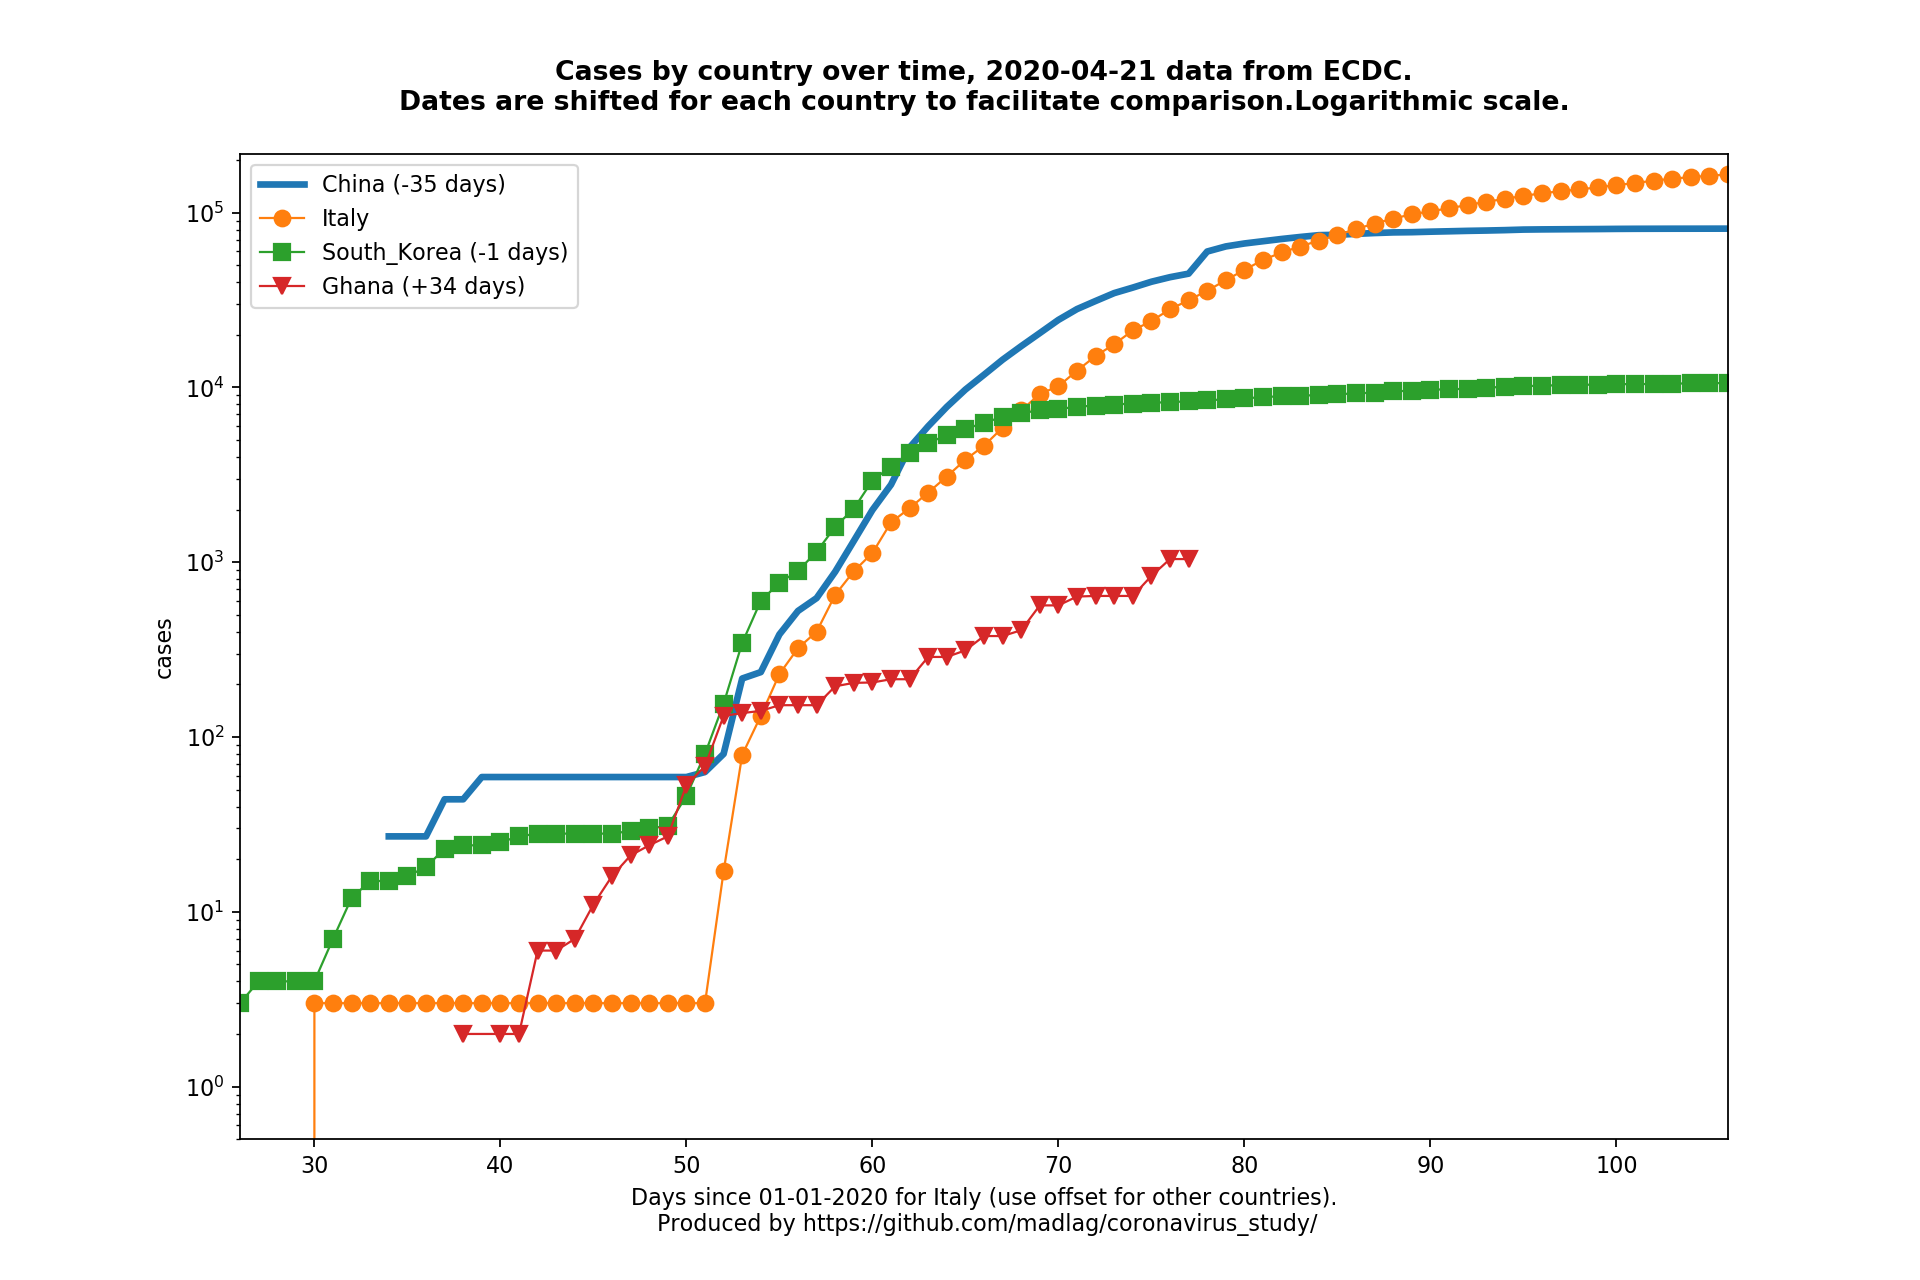 Cases by country over time, 2020-04-21 data from ECDC.
Dates are shifted for each country to facilitate comparison.Logarithmic scale.
China (-35 days)
Italy
South_Korea (-1 days)
Ghana (+34 days)
10⁵
10⁴
10³
10²
10¹
10⁰
cases
30 40 50 60 70 80 90 100
Days since 01-01-2020 for Italy (use offset for other countries).
Produced by https://github.com/madlag/coronavirus_study/